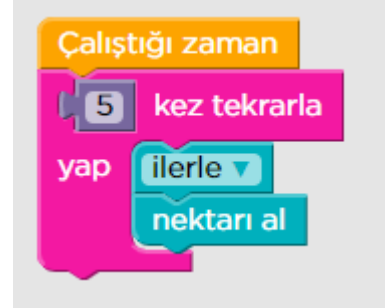 Çalıştığı zaman
5 kez tekrarla
yap ilerle
nektarı al